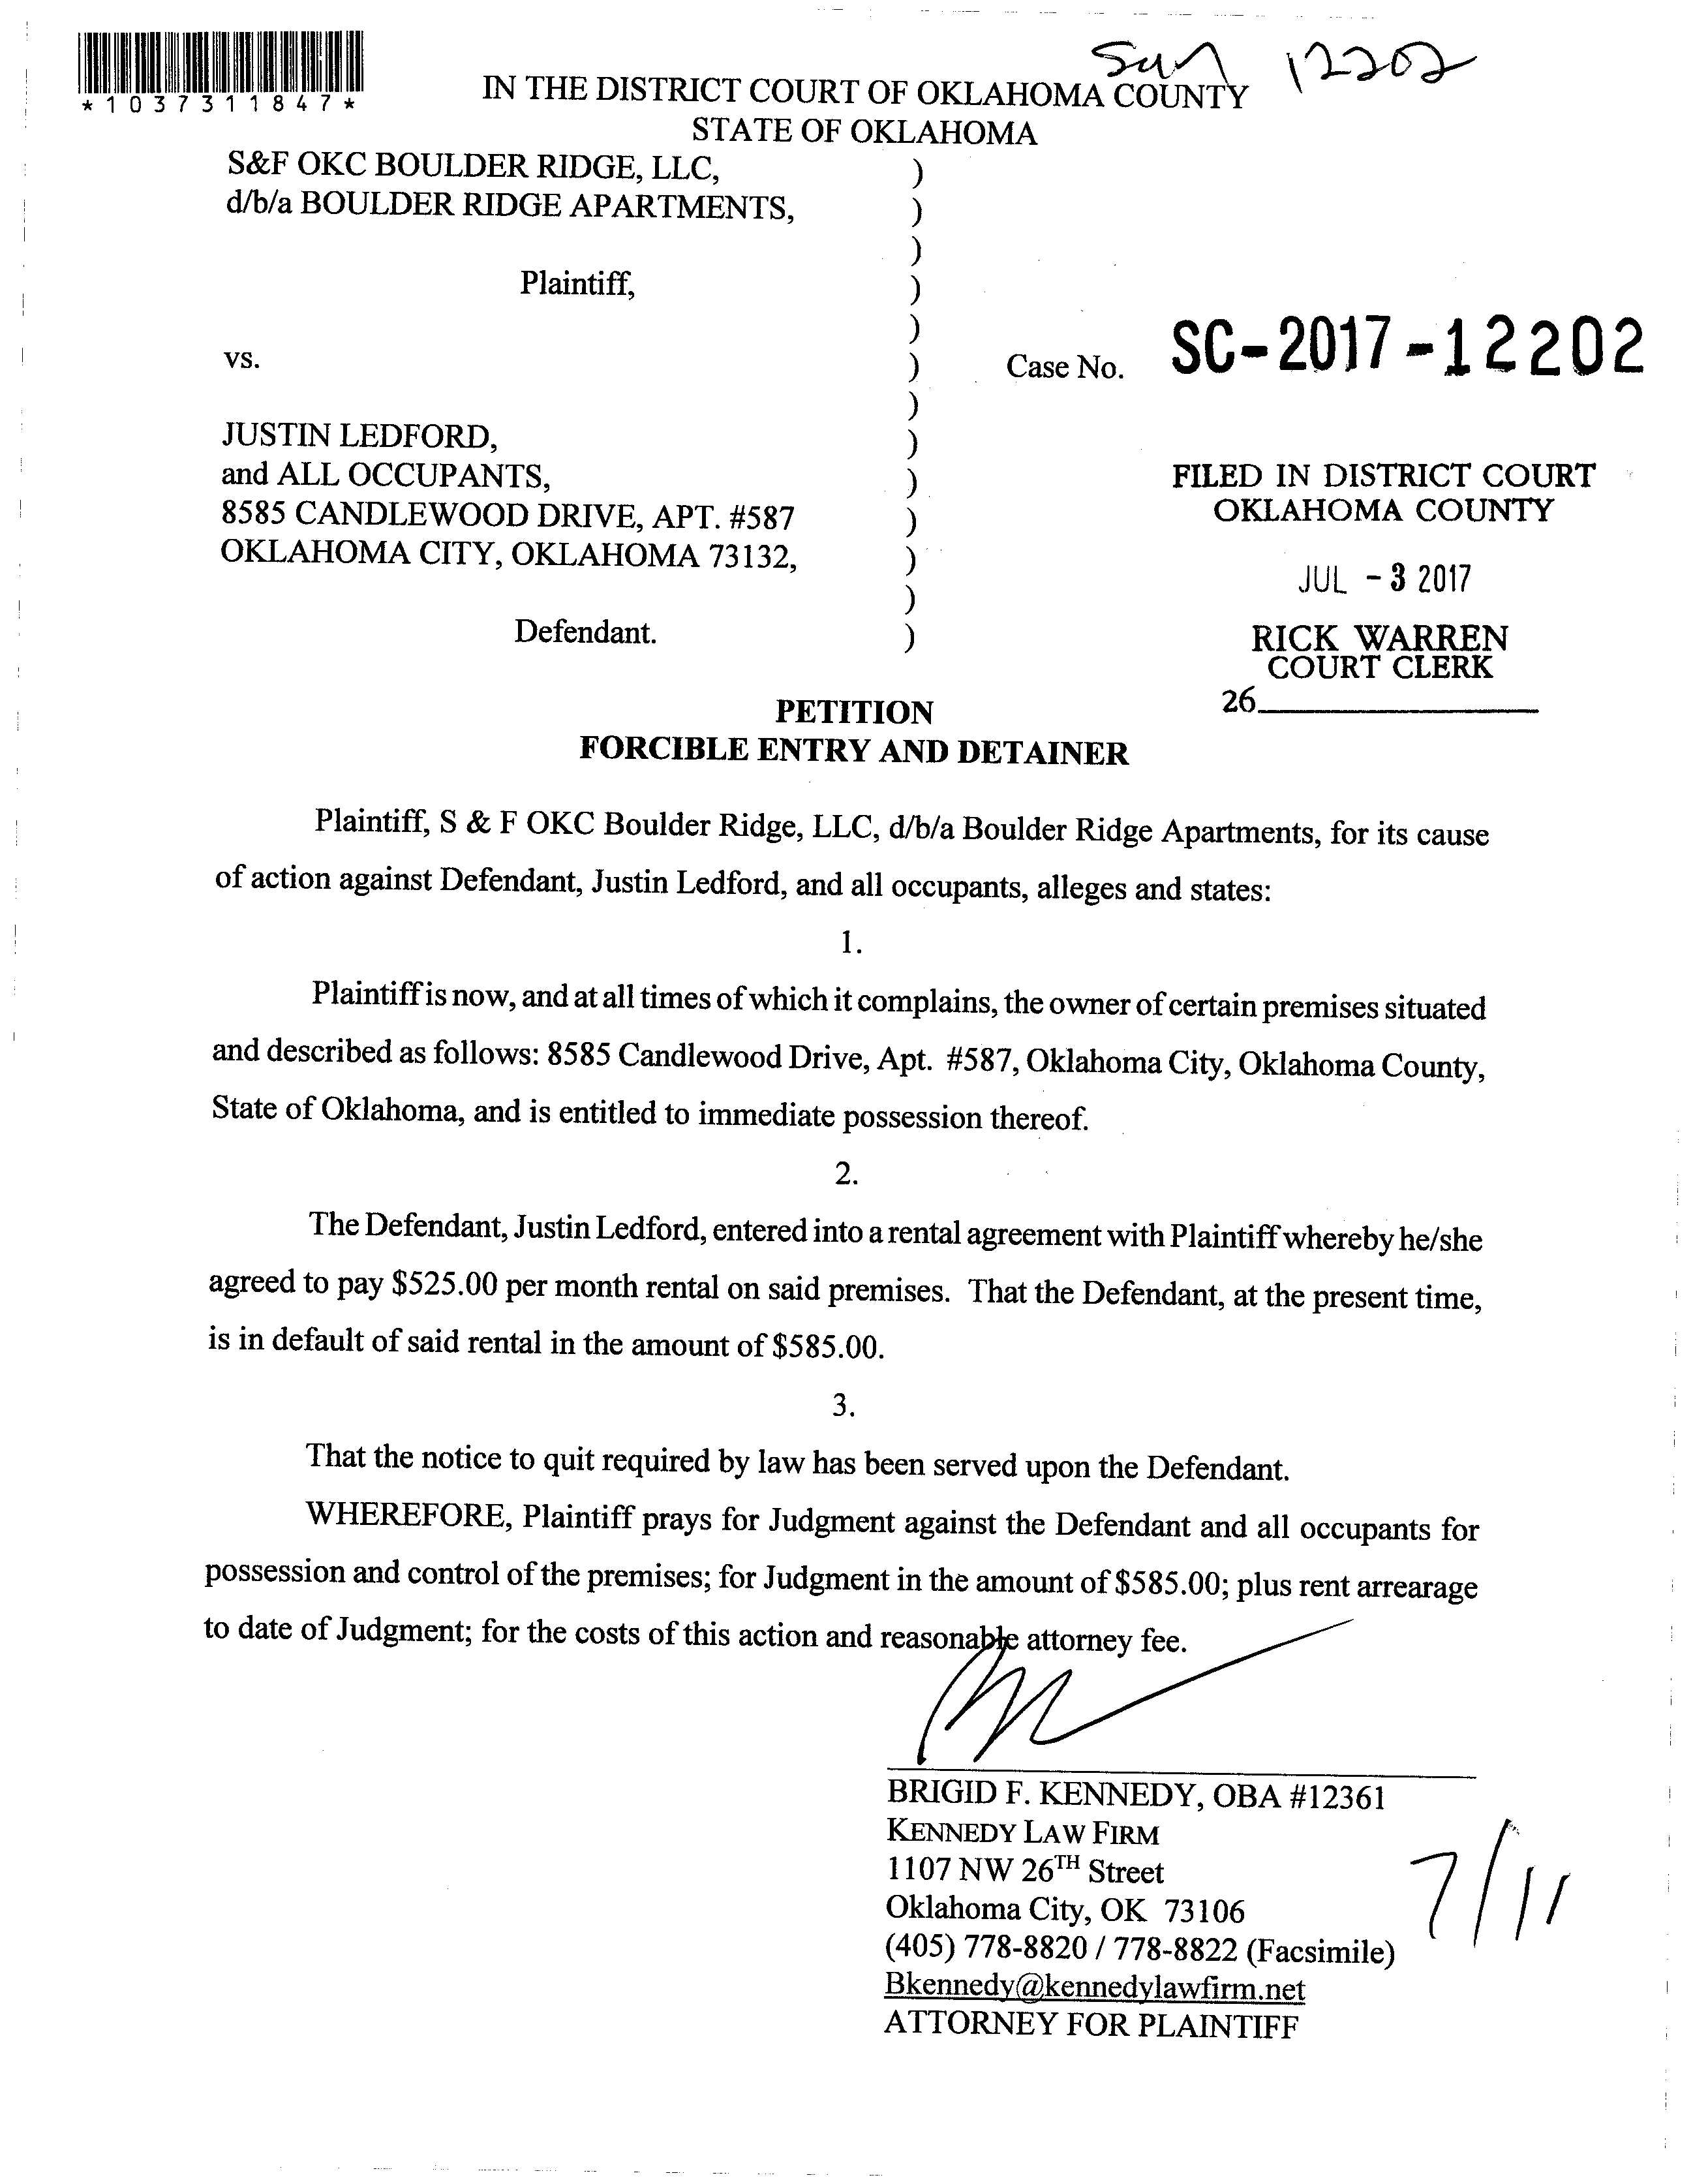 12202
*1037311847*
IN THE DISTRICT COURT OF OKLAHOMA COUNTY
STATE OF OKLAHOMA
S&F OKC BOULDER RIDGE, LLC, )
d/b/a BOULDER RIDGE APARTMENTS, )
)
Plaintiff, )
)
vs. ) Case No. SC-2017-12202
)
JUSTIN LEDFORD, )
and ALL OCCUPANTS, )
8585 CANDLEWOOD DRIVE, APT. #587 )
OKLAHOMA CITY, OKLAHOMA 73132, )
)
Defendant. )
FILED IN DISTRICT COURT
OKLAHOMA COUNTY
JUL - 3 2017
RICK WARREN
COURT CLERK
26
PETITION
FORCIBLE ENTRY AND DETAINER
Plaintiff, S & F OKC Boulder Ridge, LLC, d/b/a Boulder Ridge Apartments, for its cause
of action against Defendant, Justin Ledford, and all occupants, alleges and states:
1.
Plaintiff is now, and at all times of which it complains, the owner of certain premises situated
and described as follows: 8585 Candlewood Drive, Apt. #587, Oklahoma City, Oklahoma County,
State of Oklahoma, and is entitled to immediate possession thereof.
2.
The Defendant, Justin Ledford, entered into a rental agreement with Plaintiff whereby he/she
agreed to pay $525.00 per month rental on said premises. That the Defendant, at the present time,
is in default of said rental in the amount of $585.00.
3.
That the notice to quit required by law has been served upon the Defendant.
WHEREFORE, Plaintiff prays for Judgment against the Defendant and all occupants for
possession and control of the premises; for Judgment in the amount of $585.00; plus rent arrearage
to date of Judgment; for the costs of this action and reasonable attorney fee.
BRIGID F. KENNEDY, OBA #12361
KENNEDY LAW FIRM
1107 NW 26TH Street
Oklahoma City, OK 73106
(405) 778-8820 / 778-8822 (Facsimile)
Bkennedy@kennedylawfirm.net
ATTORNEY FOR PLAINTIFF
7/11